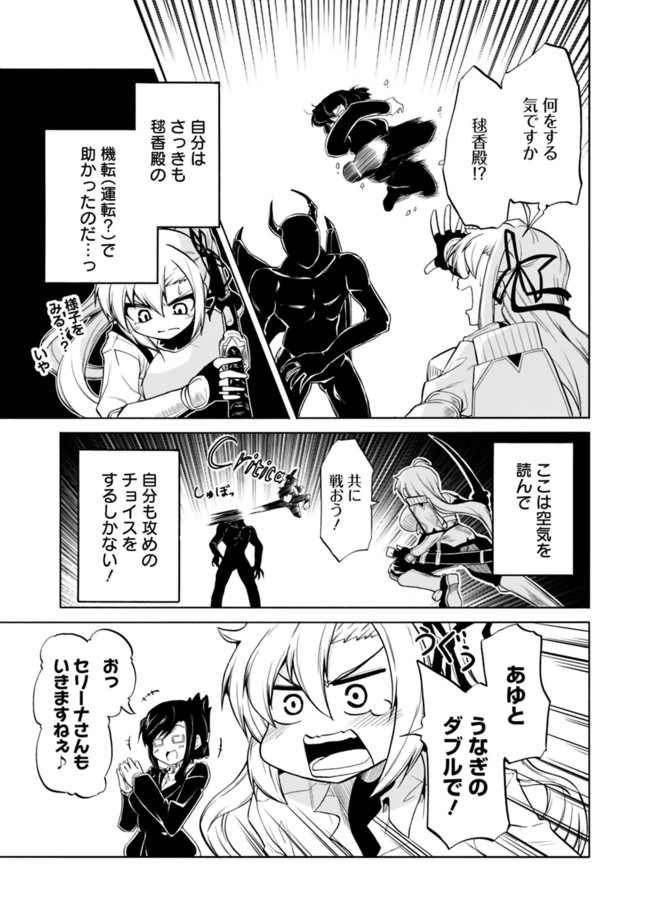 何をする
気ですか
毬香殿!?
自分は
さっきも
毬香殿の
機転(運転?)で
助かったのだ…っ
様子を
みる…?
いや
ここは空気を
読んで
共に
戦おう!
Critical
しゅぼっ
自分も攻めの
チョイスを
するしかない!
あゆと
うなぎの
ダブルで!
うぐぅ
おっ
セリーナさんも
いきますねぇ♪